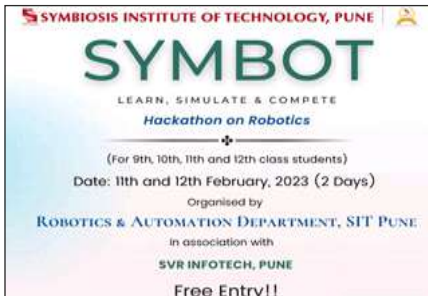 SYMBIOSIS INSTITUTE OF TECHNOLOGY, PUNE
SYMBOT
LEARN, SIMULATE & COMPETE
Hackathon on Robotics
(For 9th, 10th, 11th and 12th class students)
Date: 11th and 12th February, 2023 (2 Days)
Organised by
ROBOTICS & AUTOMATION DEPARTMENT, SIT PUNE
In association with
SVR INFOTECH, PUNE
Free Entry!!